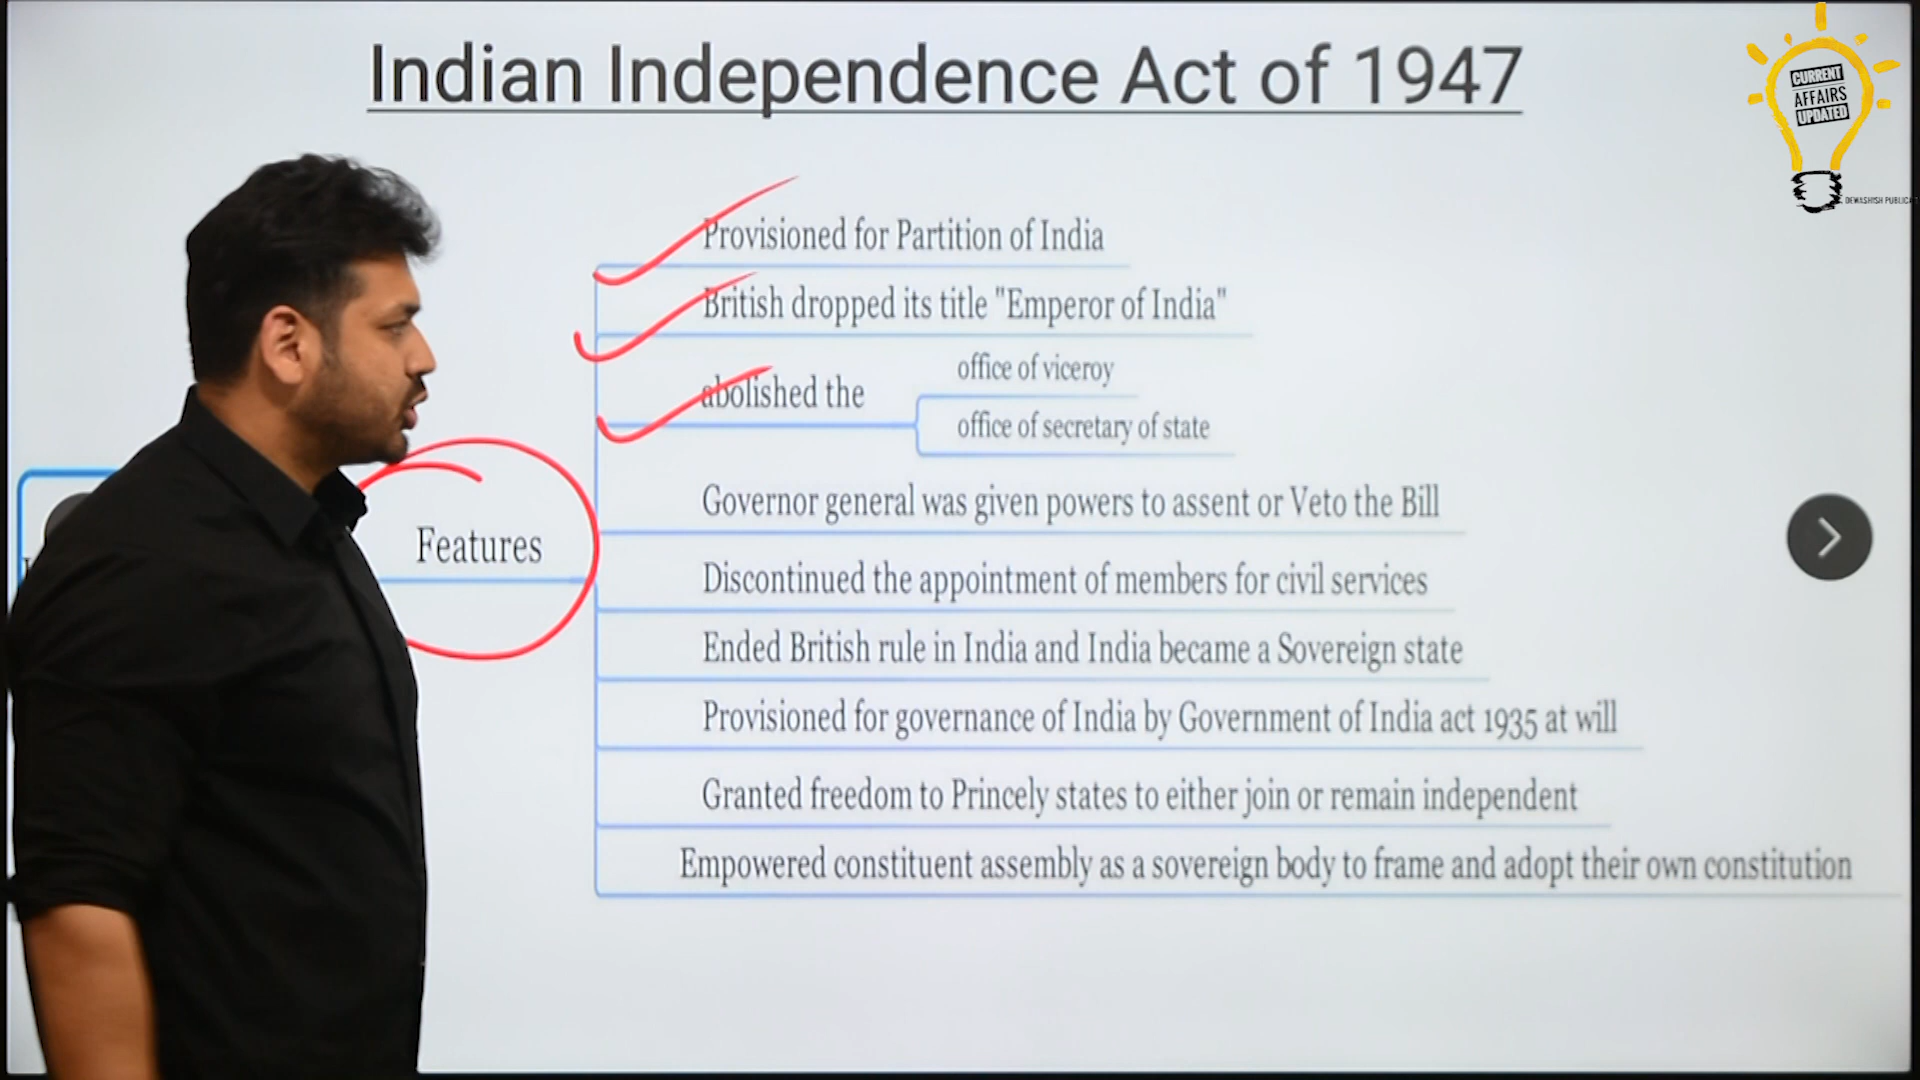 Indian Independence Act of 1947
CURRENT
AFFAIRS
UPDATED
Provisioned for Partition of India
British dropped its title "Emperor of India"
abolished the
office of viceroy
office of secretary of state
Governor general was given powers to assent or Veto the Bill
Features
Discontinued the appointment of members for civil services
Ended British rule in India and India became a Sovereign state
Provisioned for governance of India by Government of India act 1935 at will
Granted freedom to Princely states to either join or remain independent
Empowered constituent assembly as a sovereign body to frame and adopt their own constitution